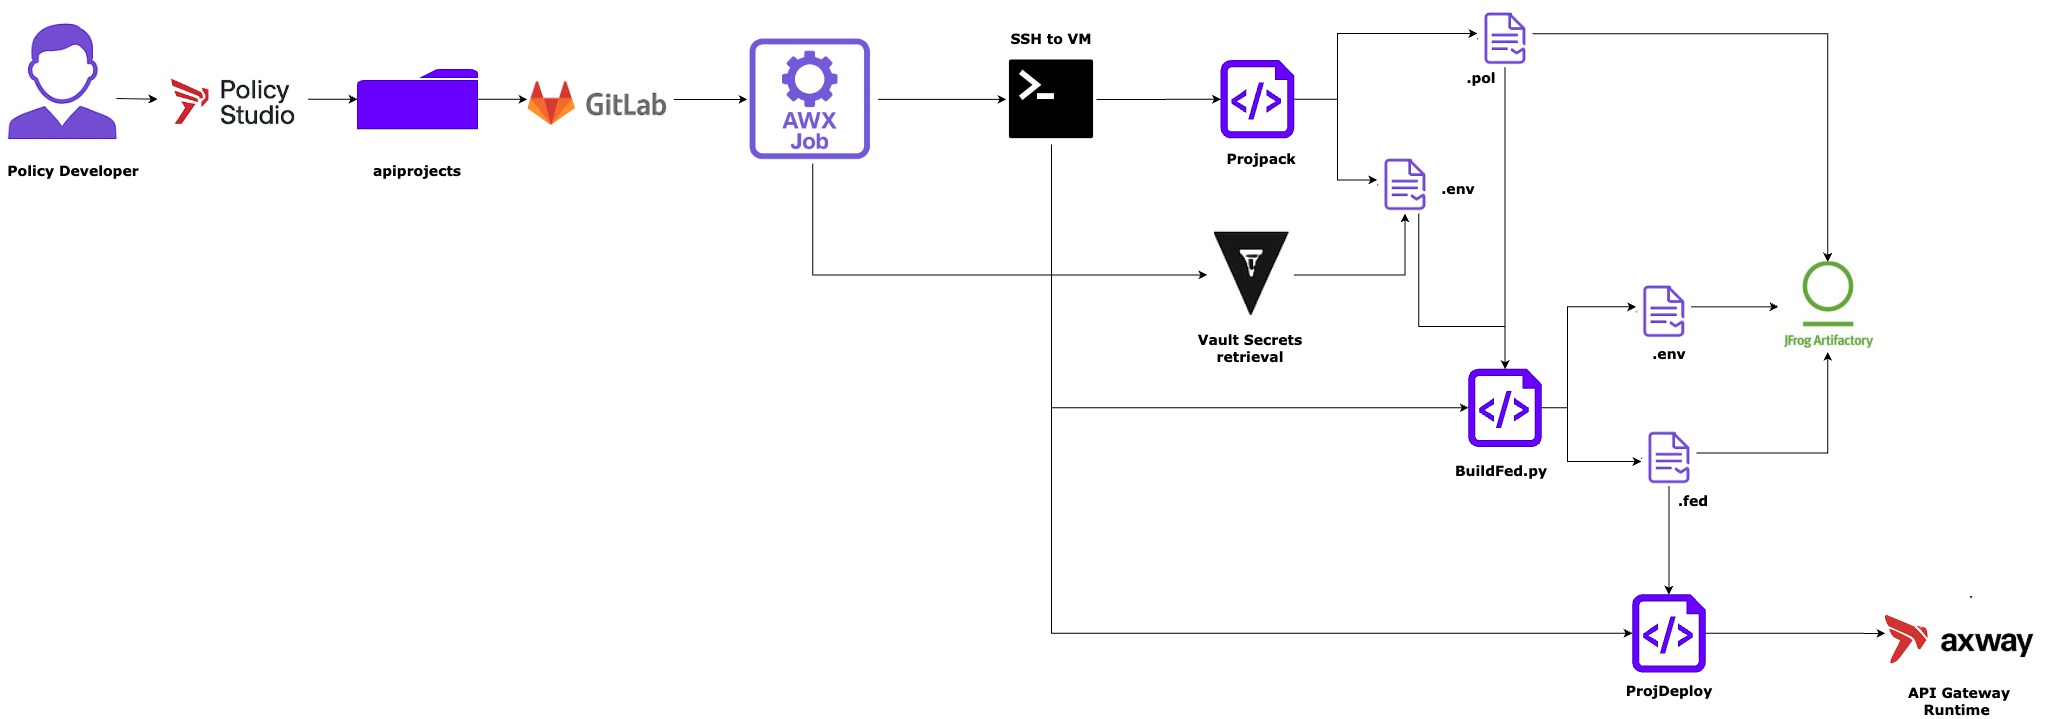 Policy Developer
Policy
Studio
apiprojects
GitLab
AWX
Job
SSH to VM
>_
</>
Projpack
.pol
.env
Vault Secrets
retrieval
</>
BuildFed.py
.env
.fed
JFrog Artifactory
</>
ProjDeploy
axway
API Gateway
Runtime